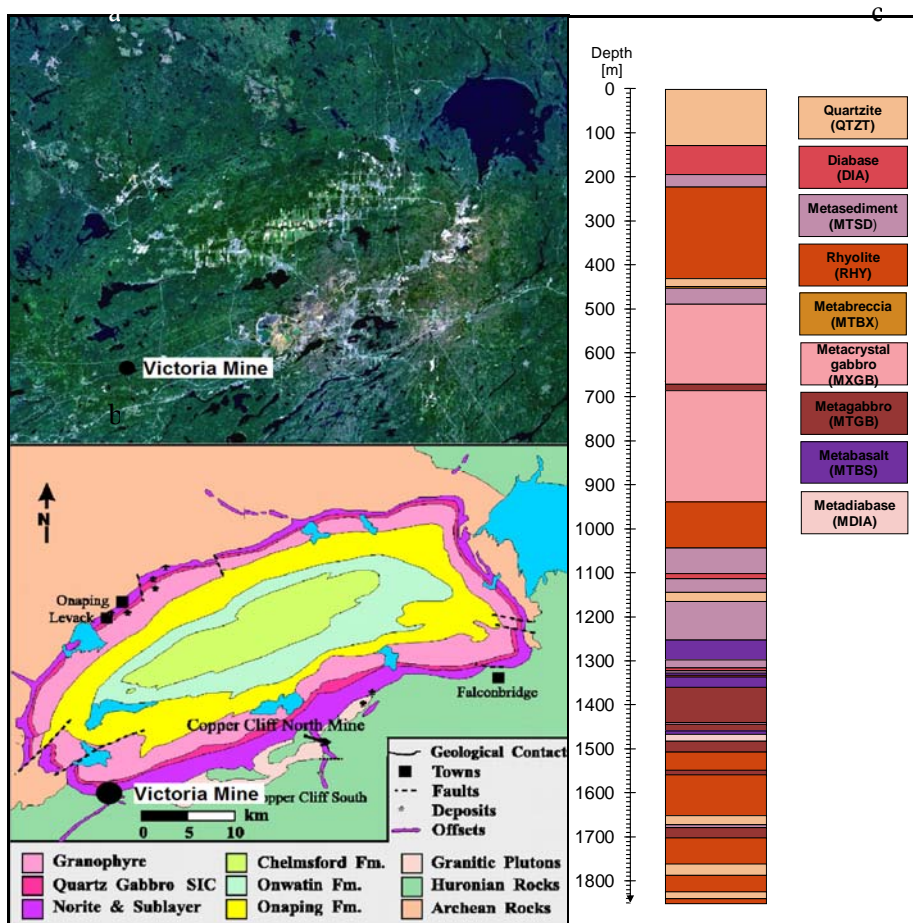 a
c
Victoria Mine
b
N
Onaping
Levack
Falconbridge
Copper Cliff North Mine
Victoria Mine
opper Cliff South
0 5 10 km
Geological Contact
Towns
Faults
Deposits
Offsets
Granophyre
Quartz Gabbro SIC
Norite & Sublayer
Chelmsford Fm.
Onwatin Fm.
Onaping Fm.
Granitic Plutons
Huronian Rocks
Archean Rocks
Depth
[m]
0
100
200
300
400
500
600
700
800
900
1000
1100
1200
1300
1400
1500
1600
1700
1800
Quartzite
(QTZT)
Diabase
(DIA)
Metasediment
(MTSD)
Rhyolite
(RHY)
Metabreccia
(MTBX)
Metacrystal
gabbro
(MXGB)
Metagabbro
(MTGB)
Metabasalt
(MTBS)
Metadiabase
(MDIA)